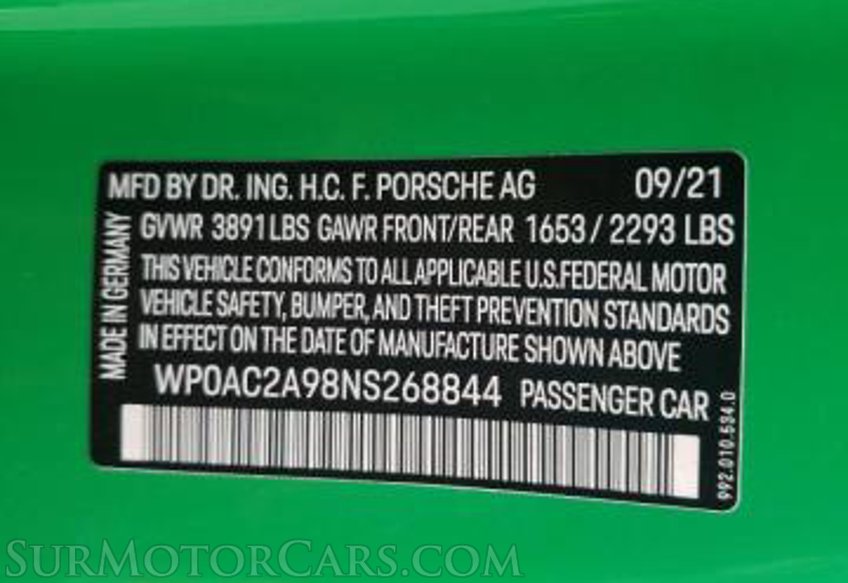 MFD BY DR. ING. H.C. F. PORSCHE AG 09/21
GVWR 3891 LBS GAWR FRONT/REAR 1653 / 2293 LBS
THIS VEHICLE CONFORMS TO ALL APPLICABLE U.S.FEDERAL MOTOR
VEHICLE SAFETY, BUMPER, AND THEFT PREVENTION STANDARDS
IN EFFECT ON THE DATE OF MANUFACTURE SHOWN ABOVE
WP0AC2A98NS268844 PASSENGER CAR
MADE IN GERMANY
992.010.534.0
SURMOTORCARS.COM